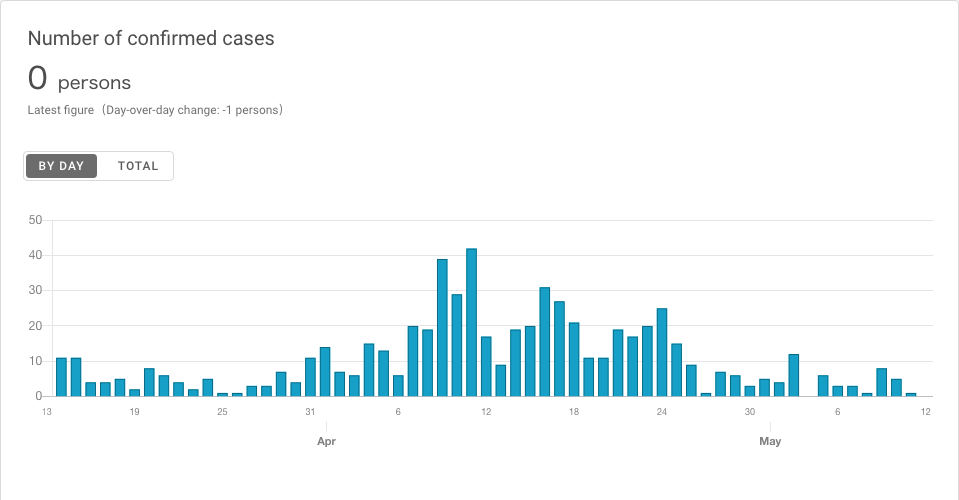 Number of confirmed cases
0 persons
Latest figure (Day-over-day change: -1 persons)
BY DAY TOTAL
50
40
30
20
10
0
13 19 25 31 6 12 18 24 30 6 12
Apr May